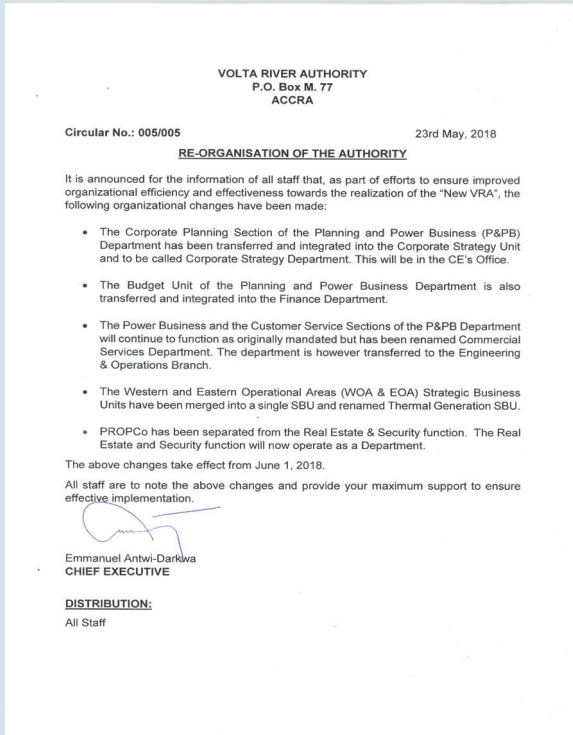 VOLTA RIVER AUTHORITY
P.O. Box M. 77
ACCRA
Circular No.: 005/005
23rd May, 2018
RE-ORGANISATION OF THE AUTHORITY
It is announced for the information of all staff that, as part of efforts to ensure improved
organizational efficiency and effectiveness towards the realization of the “New VRA”, the
following organizational changes have been made:
• The Corporate Planning Section of the Planning and Power Business (P&PB)
Department has been transferred and integrated into the Corporate Strategy Unit
and to be called Corporate Strategy Department. This will be in the CE's Office.
• The Budget Unit of the Planning and Power Business Department is also
transferred and integrated into the Finance Department.
• The Power Business and the Customer Service Sections of the P&PB Department
will continue to function as originally mandated but has been renamed Commercial
Services Department. The department is however transferred to the Engineering
& Operations Branch.
• The Western and Eastern Operational Areas (WOA & EOA) Strategic Business
Units have been merged into a single SBU and renamed Thermal Generation SBU.
• PROPCo has been separated from the Real Estate & Security function. The Real
Estate and Security function will now operate as a Department.
The above changes take effect from June 1, 2018.
All staff are to note the above changes and provide your maximum support to ensure
effective implementation.
Emmanuel Antwi-Darkwa
CHIEF EXECUTIVE
DISTRIBUTION:
All Staff